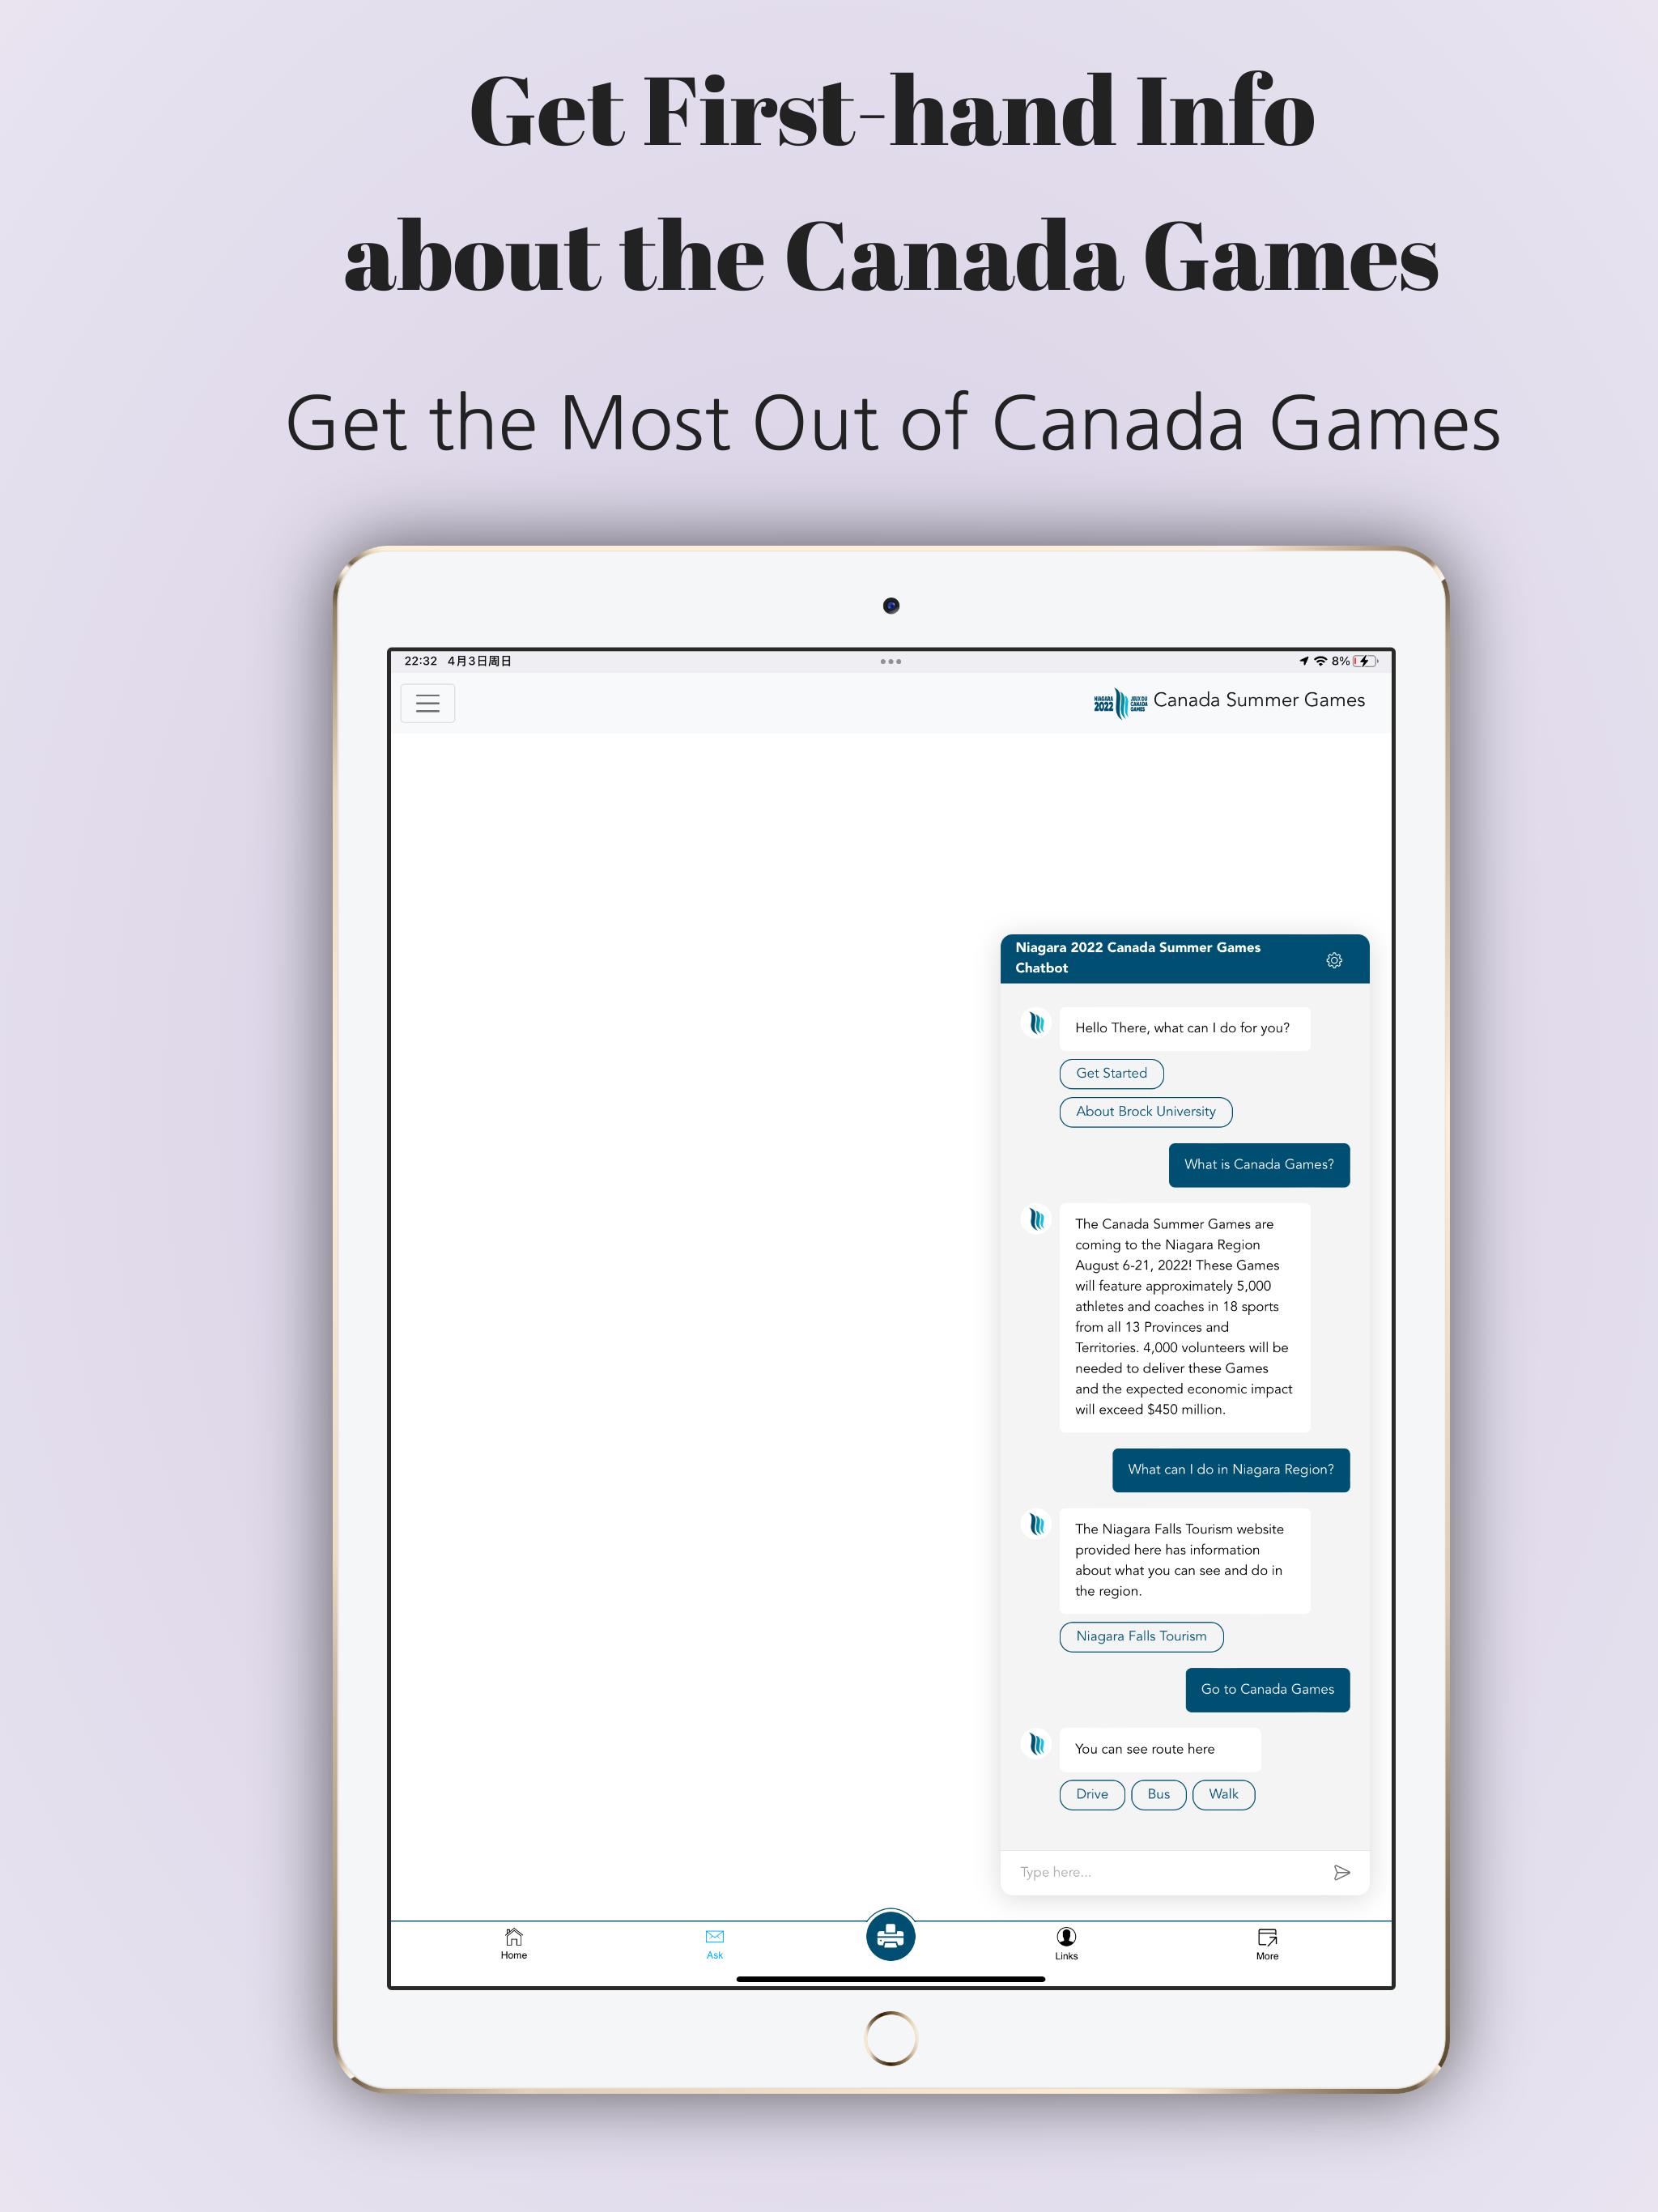 Get First-hand Info
about the Canada Games
Get the Most Out of Canada Games
22:32 4月3日周日
8%
NIAGARA
2022
JEUX DU
CANADA
GAMES
Canada Summer Games
Niagara 2022 Canada Summer Games
Chatbot
Hello There, what can I do for you?
Get Started
About Brock University
What is Canada Games?
The Canada Summer Games are
coming to the Niagara Region
August 6-21, 2022! These Games
will feature approximately 5,000
athletes and coaches in 18 sports
from all 13 Provinces and
Territories. 4,000 volunteers will be
needed to deliver these Games
and the expected economic impact
will exceed $450 million.
What can I do in Niagara Region?
The Niagara Falls Tourism website
provided here has information
about what you can see and do in
the region.
Niagara Falls Tourism
Go to Canada Games
You can see route here
Drive Bus Walk
Type here...
Home Ask Links More